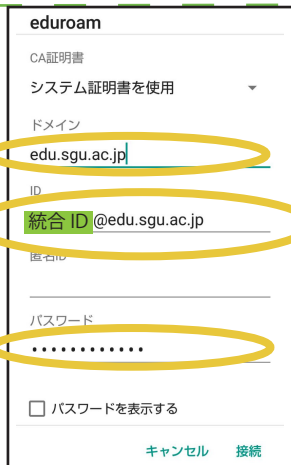 eduroam
CA証明書
システム証明書を使用
ドメイン
edu.sgu.ac.jp
ID
統合 ID @edu.sgu.ac.jp
匿名ID
パスワード
••••••••••••
パスワードを表示する
キャンセル 接続